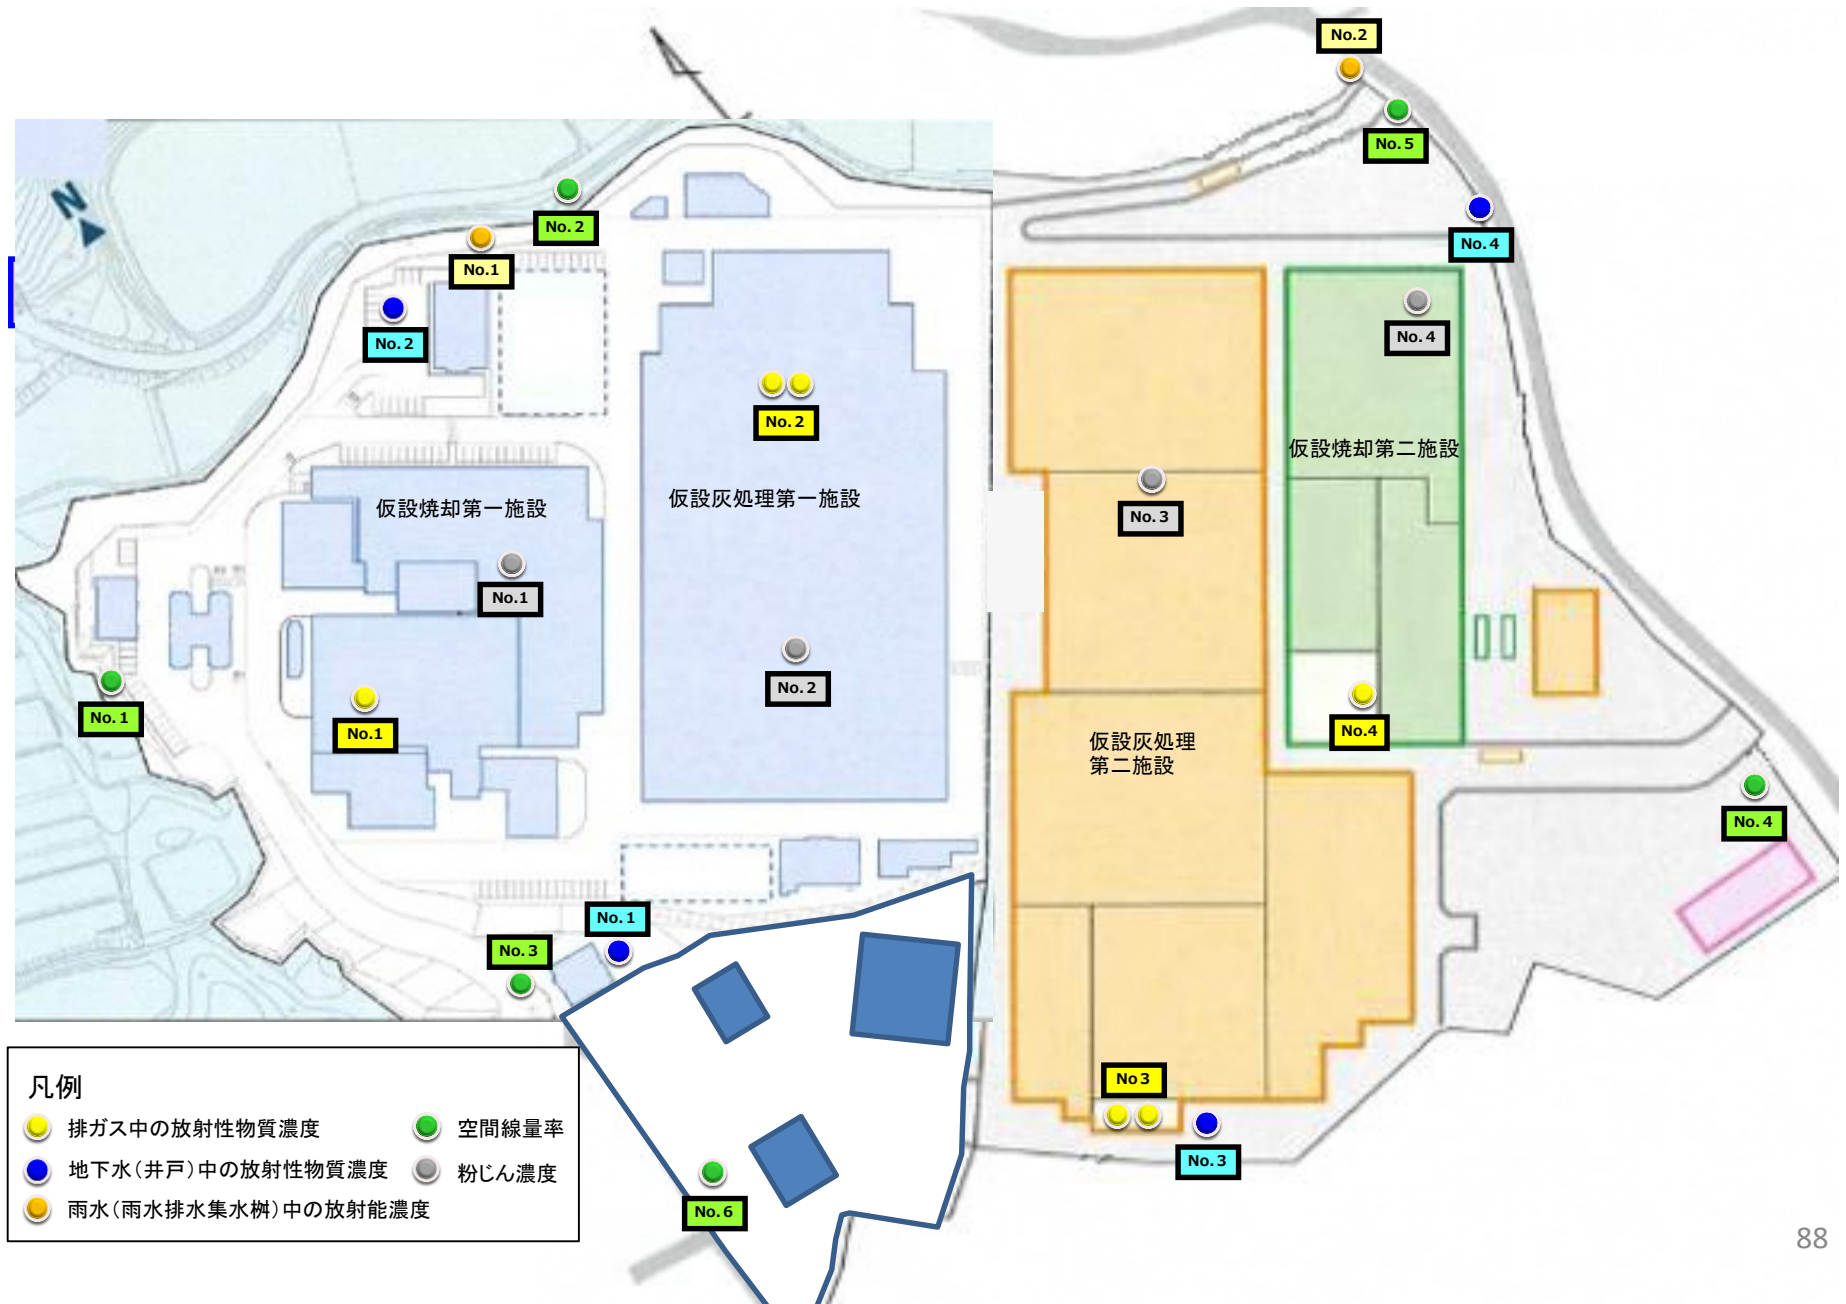 No.2
No.5
N
No.2
No.1
No.4
No.2
No.4
No.2
仮設焼却第二施設
仮設焼却第一施設
仮設灰処理第一施設
No.3
No.1
No.2
No.1
No.1
No.4
仮設灰処理
第二施設
No.4
No.1
No.3
No3
凡例
排ガス中の放射性物質濃度
空間線量率
地下水(井戸)中の放射性物質濃度
粉じん濃度
雨水(雨水排水集水桝)中の放射能濃度
No.3
No.6
88